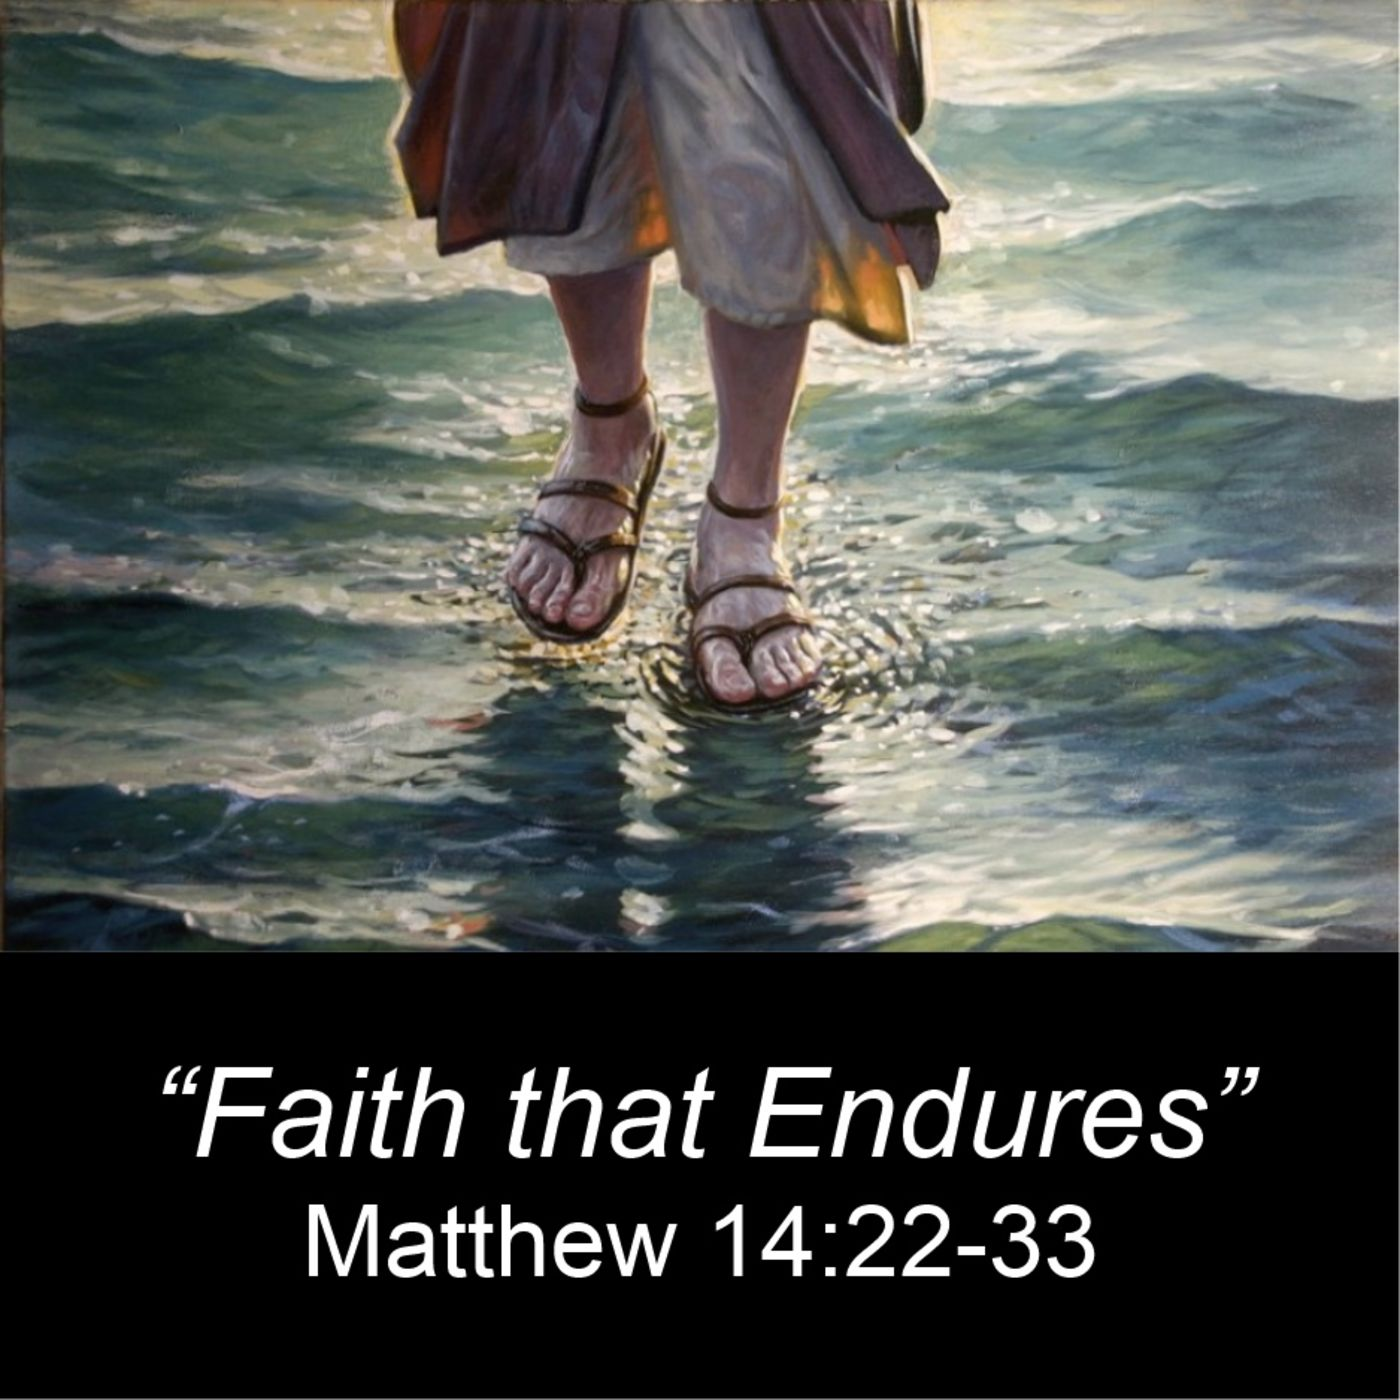 “Faith that Endures”
Matthew 14:22-33